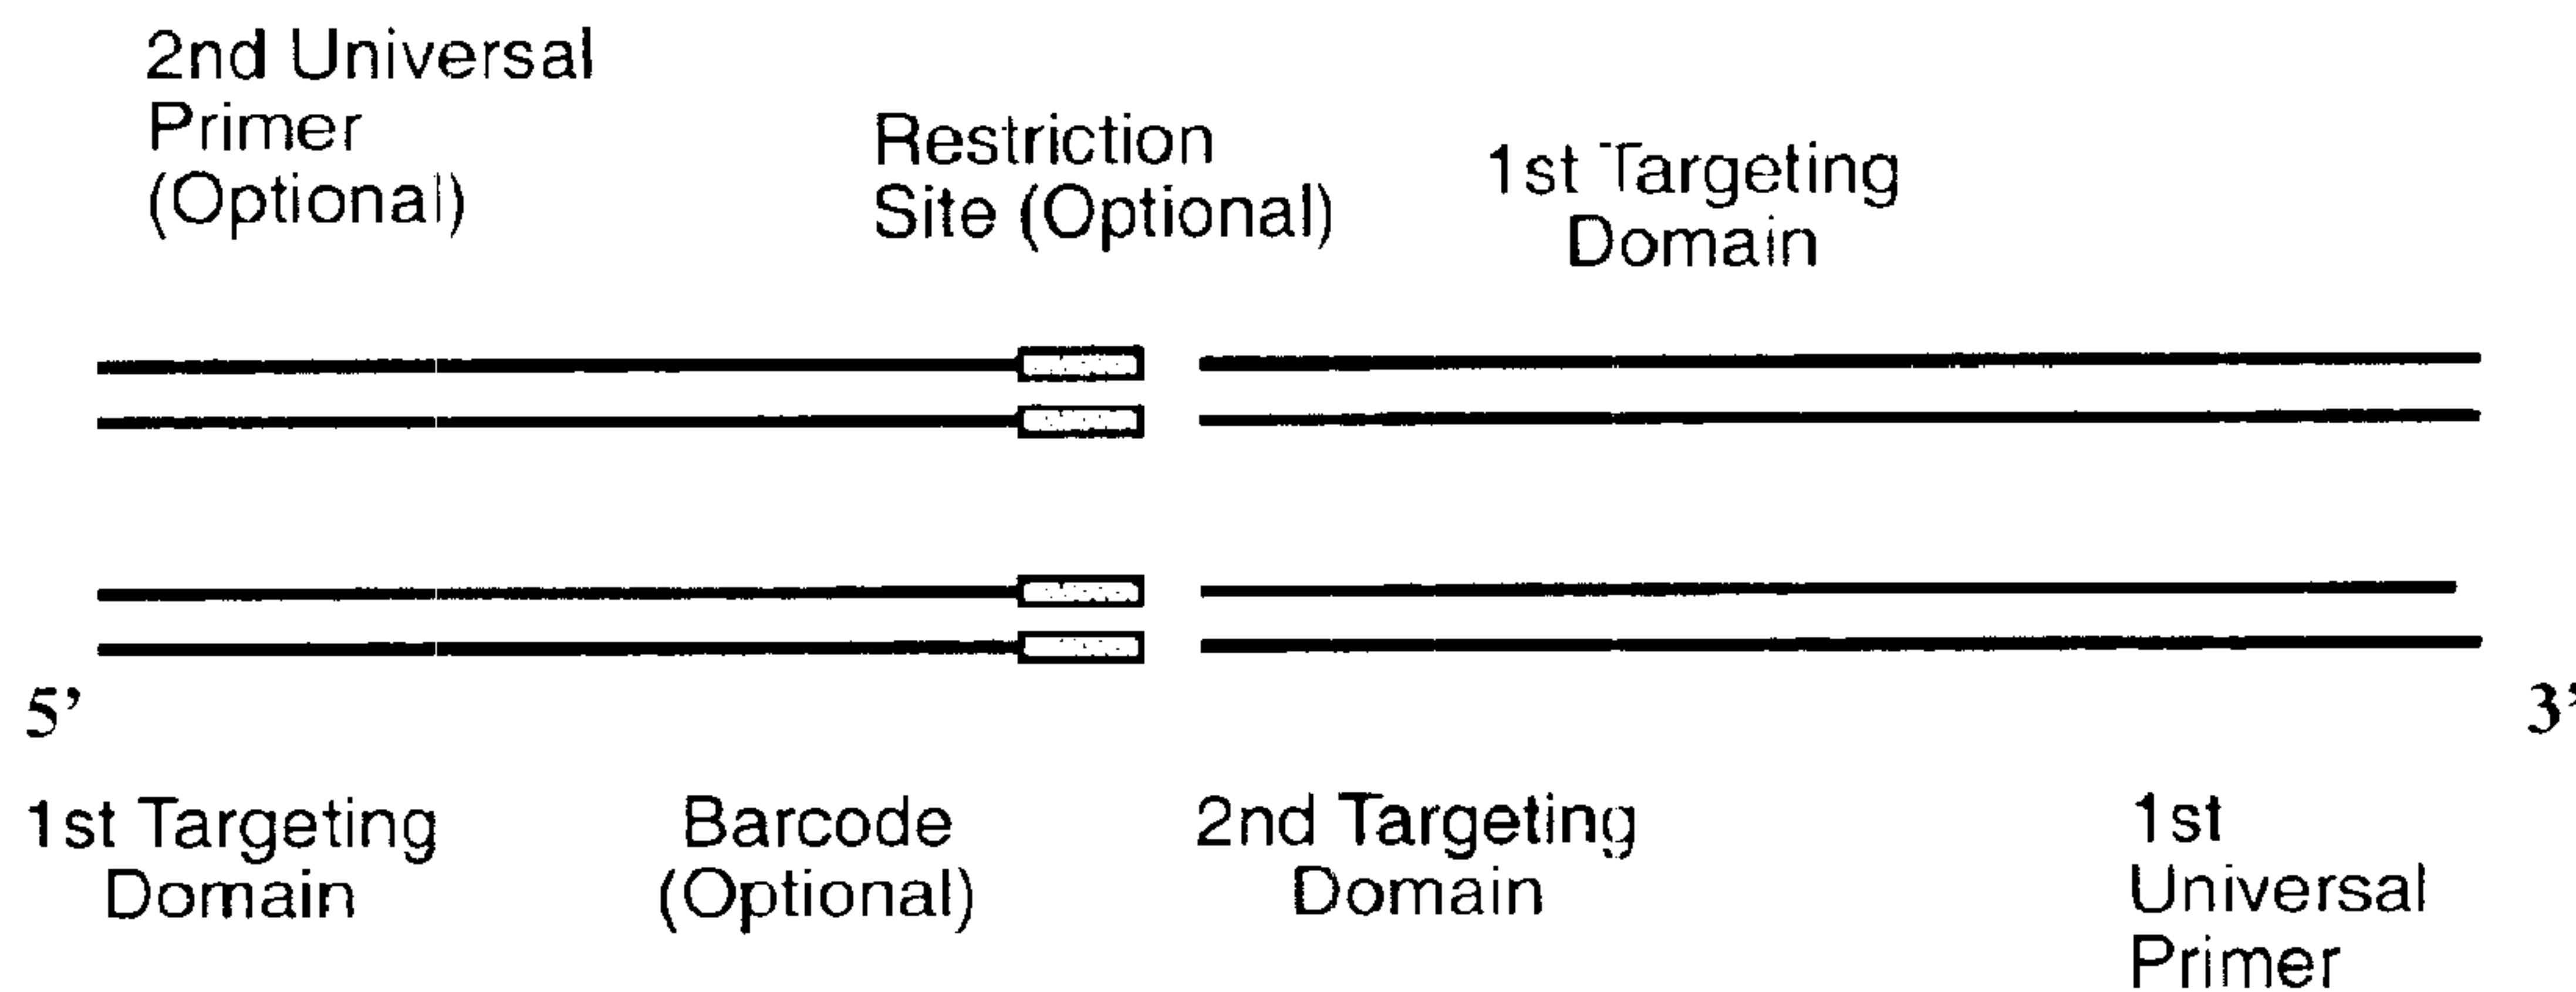 2nd Universal
Primer
(Optional)
Restriction
Site (Optional)
1st Targeting
Domain
5’
3’
1st Targeting
Domain
Barcode
(Optional)
2nd Targeting
Domain
1st
Universal
Primer